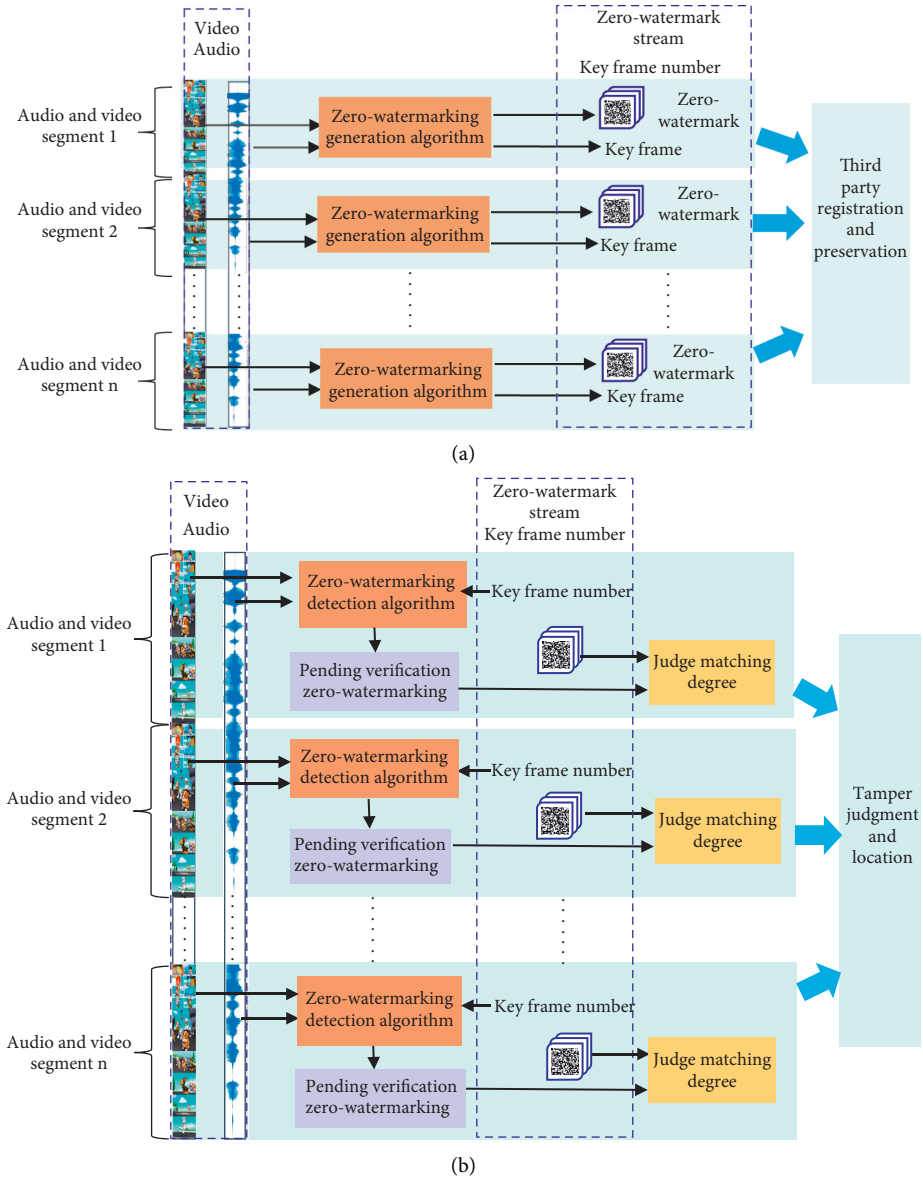 Video
Audio
Zero-watermark
stream
Key frame number
Audio and video
segment 1
Zero-watermarking
generation algorithm
Zero-
watermark
Key frame
Audio and video
segment 2
Zero-watermarking
generation algorithm
Zero-
watermark
Key frame
Audio and video
segment n
Zero-watermarking
generation algorithm
Zero-
watermark
Key frame
Third
party
registration
and
preservation
(a)
Video
Audio
Zero-watermark
stream
Key frame number
Audio and video
segment 1
Zero-watermarking
detection algorithm
Key frame number
Pending verification
zero-watermarking
Judge matching
degree
Audio and video
segment 2
Zero-watermarking
detection algorithm
Key frame number
Pending verification
zero-watermarking
Judge matching
degree
Audio and video
segment n
Zero-watermarking
detection algorithm
Key frame number
Pending verification
zero-watermarking
Judge matching
degree
Tamper
judgment
and
location
(b)